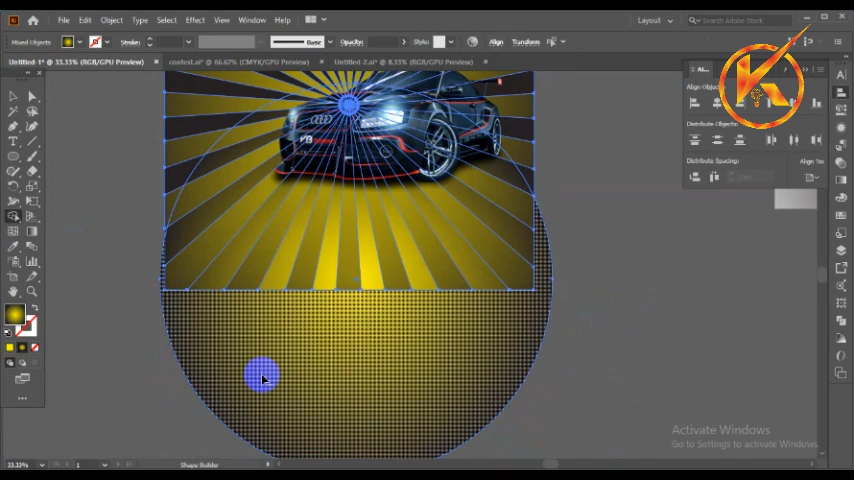 File Edit Object Type Select Effect View Window Help
Layout
Search Adobe Stock
Mixed Objects
Stroke:
Basic
Opacity:
Style:
Align
Transform
Untitled-1* @ 33.33% (RGB/GPU Preview)
contest.ai* @ 66.67% (CMYK/GPU Preview)
Untitled-2.ai* @ 8.33% (RGB/GPU Preview)
Align Objects:
Distribute Objects:
Distribute Spacing:
Align To:
Activate Windows
Go to Settings to activate Windows.
33.33%
1
Shape Builder